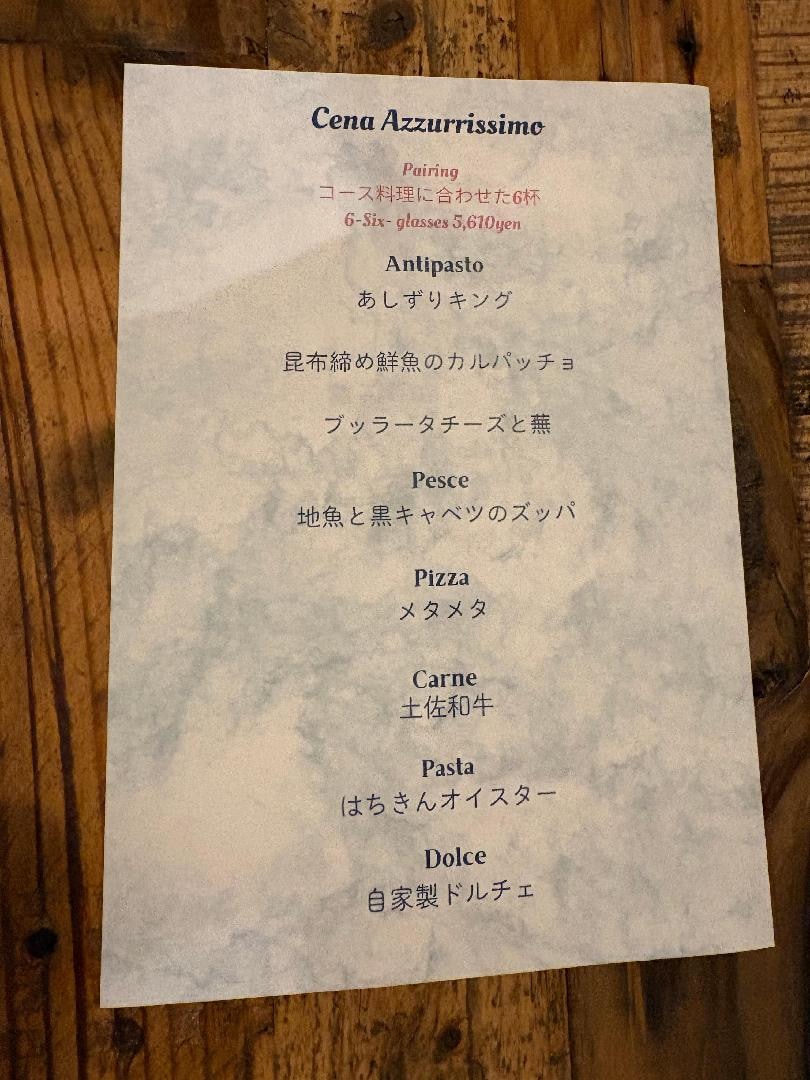 Cena Azzurrissimo
Pairing
コース料理に合わせた6杯
6-Six- glasses 5,610yen
Antipasto
あしずりキング
昆布締め鮮魚のカルパッチョ
ブッラータチーズと蕪
Pesce
地魚と黒キャベツのズッパ
Pizza
メタメタ
Carne
土佐和牛
Pasta
はちきんオイスター
Dolce
自家製ドルチェ